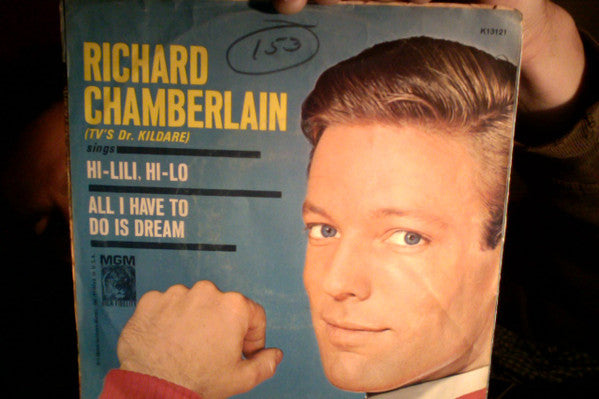 K13121
153
RICHARD
CHAMBERLAIN
(TV'S Dr. KILDARE)
sings
HI-LILI, HI-LO
ALL I HAVE TO
DO IS DREAM
MGM